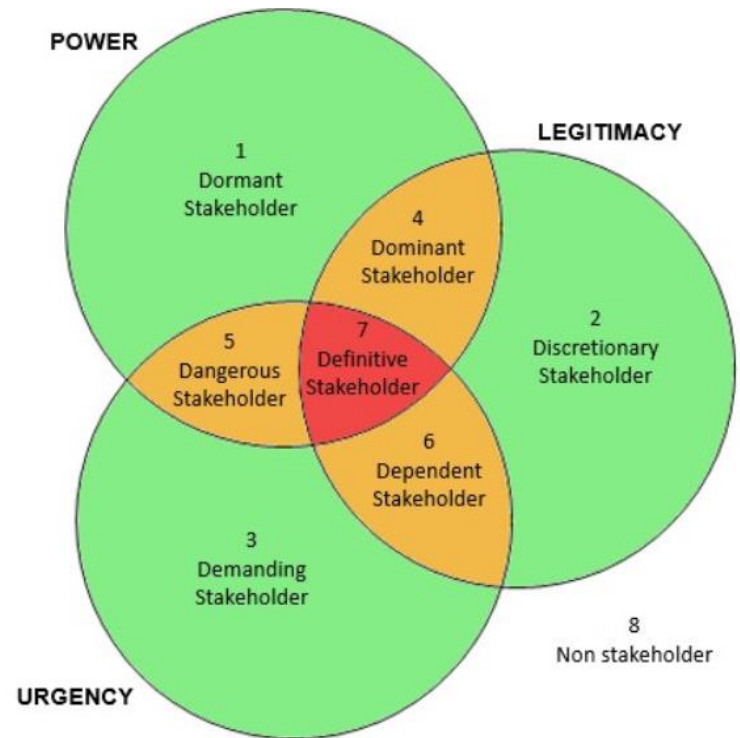 POWER
LEGITIMACY
1
Dormant
Stakeholder
4
Dominant
Stakeholder
2
Discretionary
Stakeholder
5
Dangerous
Stakeholder
7
Definitive
Stakeholder
6
Dependent
Stakeholder
3
Demanding
Stakeholder
8
Non stakeholder
URGENCY